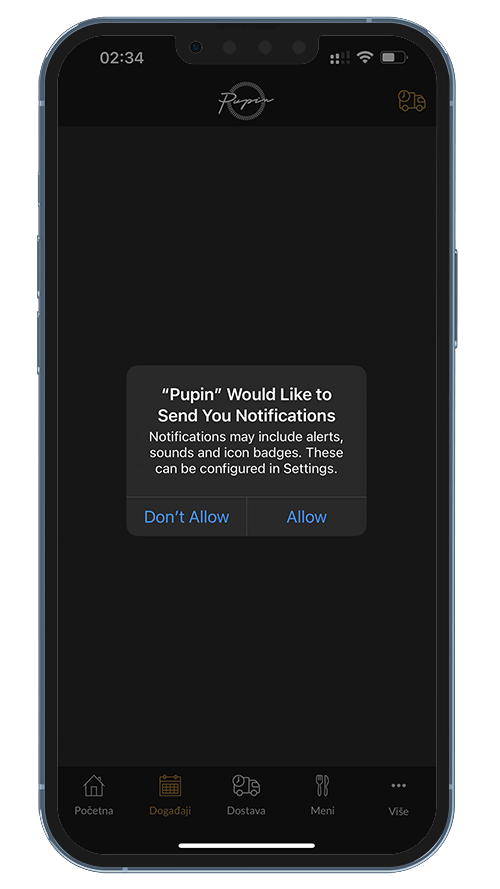 02:34
Pupin
“Pupin” Would Like to
Send You Notifications
Notifications may include alerts,
sounds and icon badges. These
can be configured in Settings.
Don’t Allow
Allow
Početna
Događaji
Dostava
Meni
Više